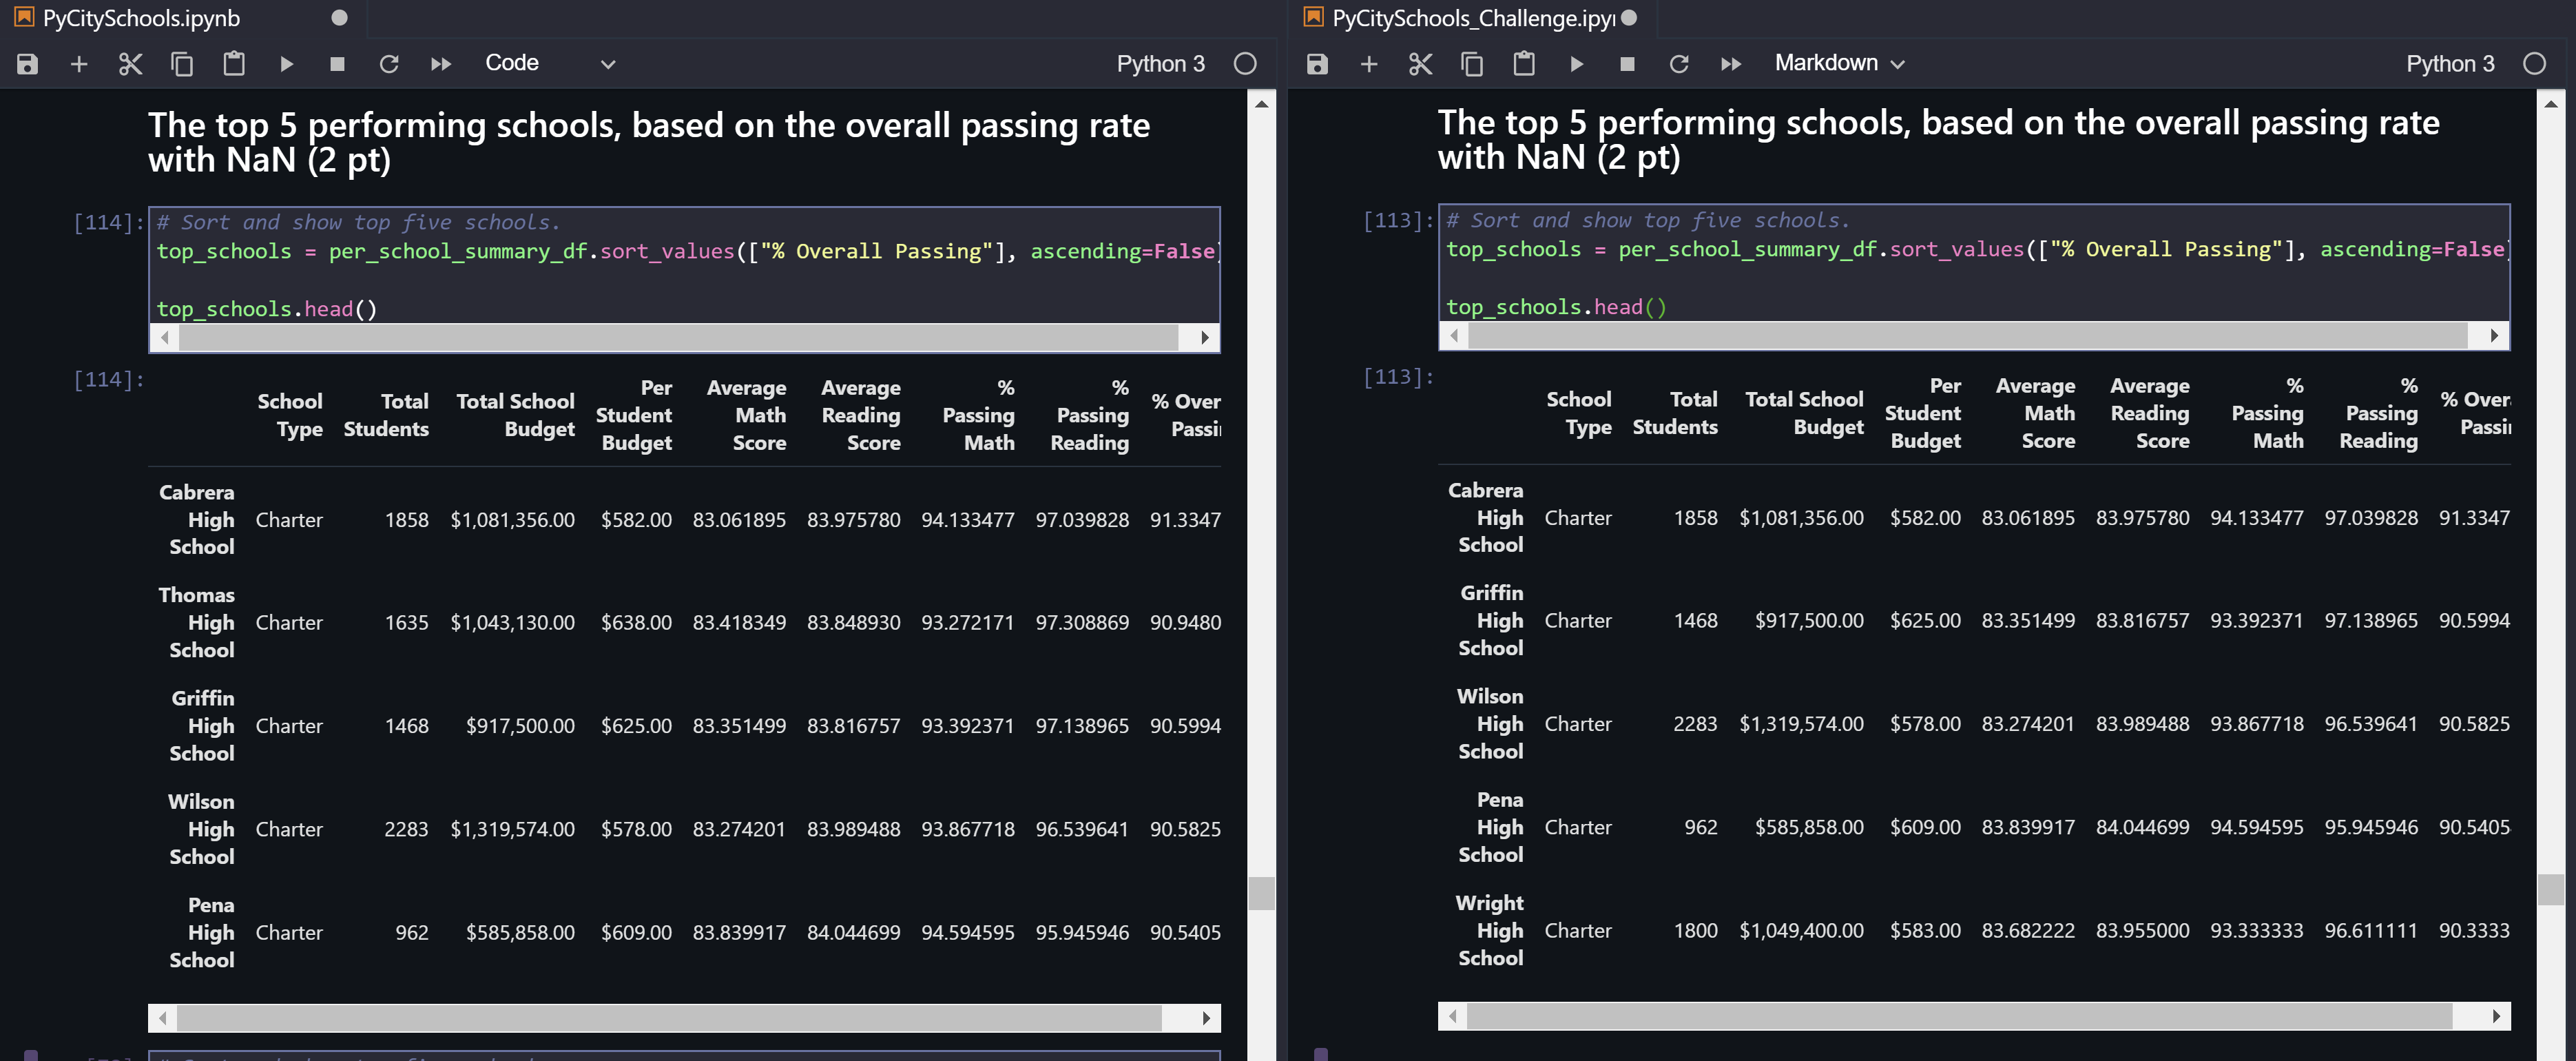 PyCitySchools.ipynb
Code
Python 3
The top 5 performing schools, based on the overall passing rate
with NaN (2 pt)
[114]:
# Sort and show top five schools.
top_schools = per_school_summary_df.sort_values(["% Overall Passing"], ascending=False
top_schools.head()
[114]:
School Type Total Students Total School Budget Per Student Budget Average Math Score Average Reading Score % Passing Math % Passing Reading % Over Passi
Cabrera High School Charter 1858 $1,081,356.00 $582.00 83.061895 83.975780 94.133477 97.039828 91.3347
Thomas High School Charter 1635 $1,043,130.00 $638.00 83.418349 83.848930 93.272171 97.308869 90.9480
Griffin High School Charter 1468 $917,500.00 $625.00 83.351499 83.816757 93.392371 97.138965 90.5994
Wilson High School Charter 2283 $1,319,574.00 $578.00 83.274201 83.989488 93.867718 96.539641 90.5825
Pena High School Charter 962 $585,858.00 $609.00 83.839917 84.044699 94.594595 95.945946 90.5405
PyCitySchools_Challenge.ipy
Markdown
Python 3
The top 5 performing schools, based on the overall passing rate
with NaN (2 pt)
[113]:
# Sort and show top five schools.
top_schools = per_school_summary_df.sort_values(["% Overall Passing"], ascending=False
top_schools.head()
[113]:
School Type Total Students Total School Budget Per Student Budget Average Math Score Average Reading Score % Passing Math % Passing Reading % Over Passi
Cabrera High School Charter 1858 $1,081,356.00 $582.00 83.061895 83.975780 94.133477 97.039828 91.3347
Griffin High School Charter 1468 $917,500.00 $625.00 83.351499 83.816757 93.392371 97.138965 90.5994
Wilson High School Charter 2283 $1,319,574.00 $578.00 83.274201 83.989488 93.867718 96.539641 90.5825
Pena High School Charter 962 $585,858.00 $609.00 83.839917 84.044699 94.594595 95.945946 90.5405
Wright High School Charter 1800 $1,049,400.00 $583.00 83.682222 83.955000 93.333333 96.611111 90.3333